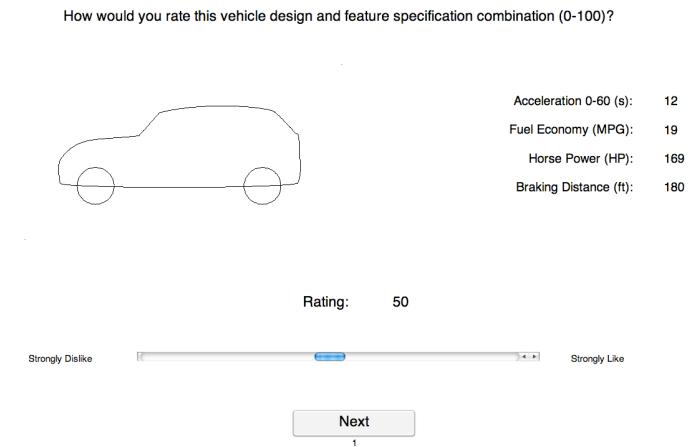 How would you rate this vehicle design and feature specification combination (0-100)?
Acceleration 0-60 (s): 12
Fuel Economy (MPG): 19
Horse Power (HP): 169
Braking Distance (ft): 180
Rating: 50
Strongly Dislike Strongly Like
Next
1